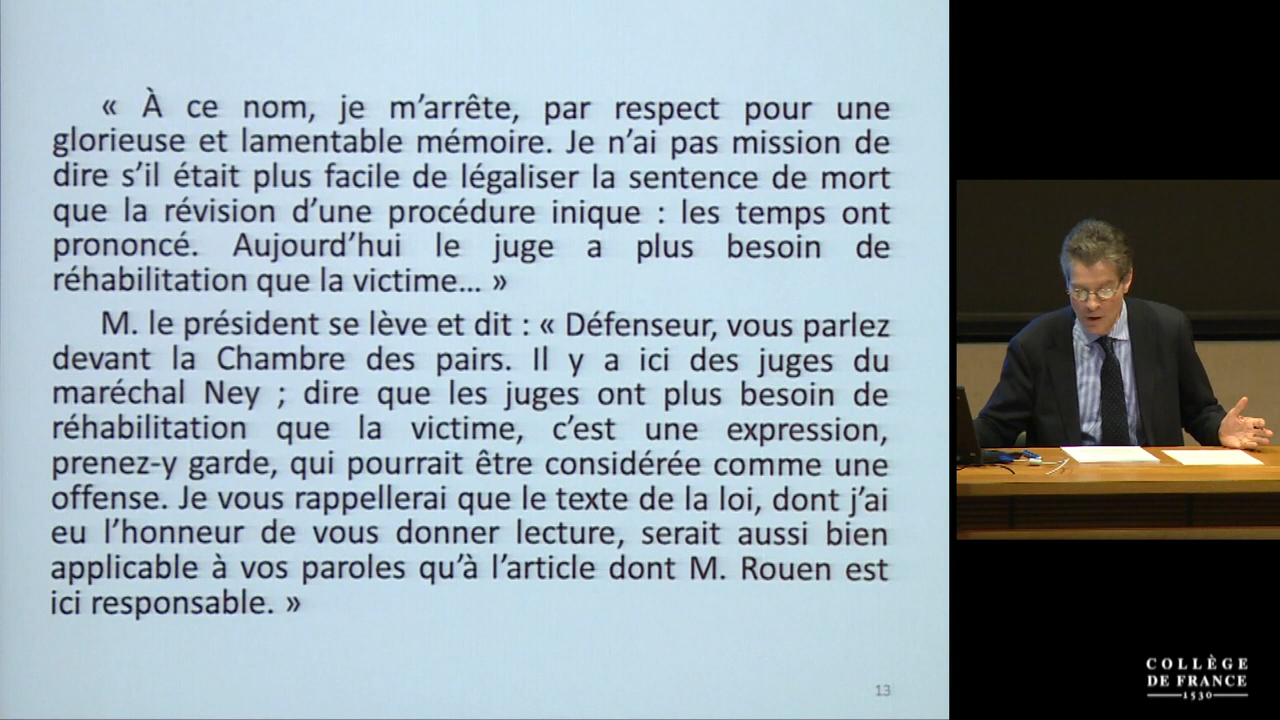 « À ce nom, je m’arrête, par respect pour une
glorieuse et lamentable mémoire. Je n’ai pas mission de
dire s’il était plus facile de légaliser la sentence de mort
que la révision d’une procédure inique : les temps ont
prononcé. Aujourd’hui le juge a plus besoin de
réhabilitation que la victime… »
M. le président se lève et dit : « Défenseur, vous parlez
devant la Chambre des pairs. Il y a ici des juges du
maréchal Ney ; dire que les juges ont plus besoin de
réhabilitation que la victime, c’est une expression,
prenez-y garde, qui pourrait être considérée comme une
offense. Je vous rappellerai que le texte de la loi, dont j’ai
eu l’honneur de vous donner lecture, serait aussi bien
applicable à vos paroles qu’à l’article dont M. Rouen est
ici responsable. »
13
COLLÈGE
DE FRANCE
1530